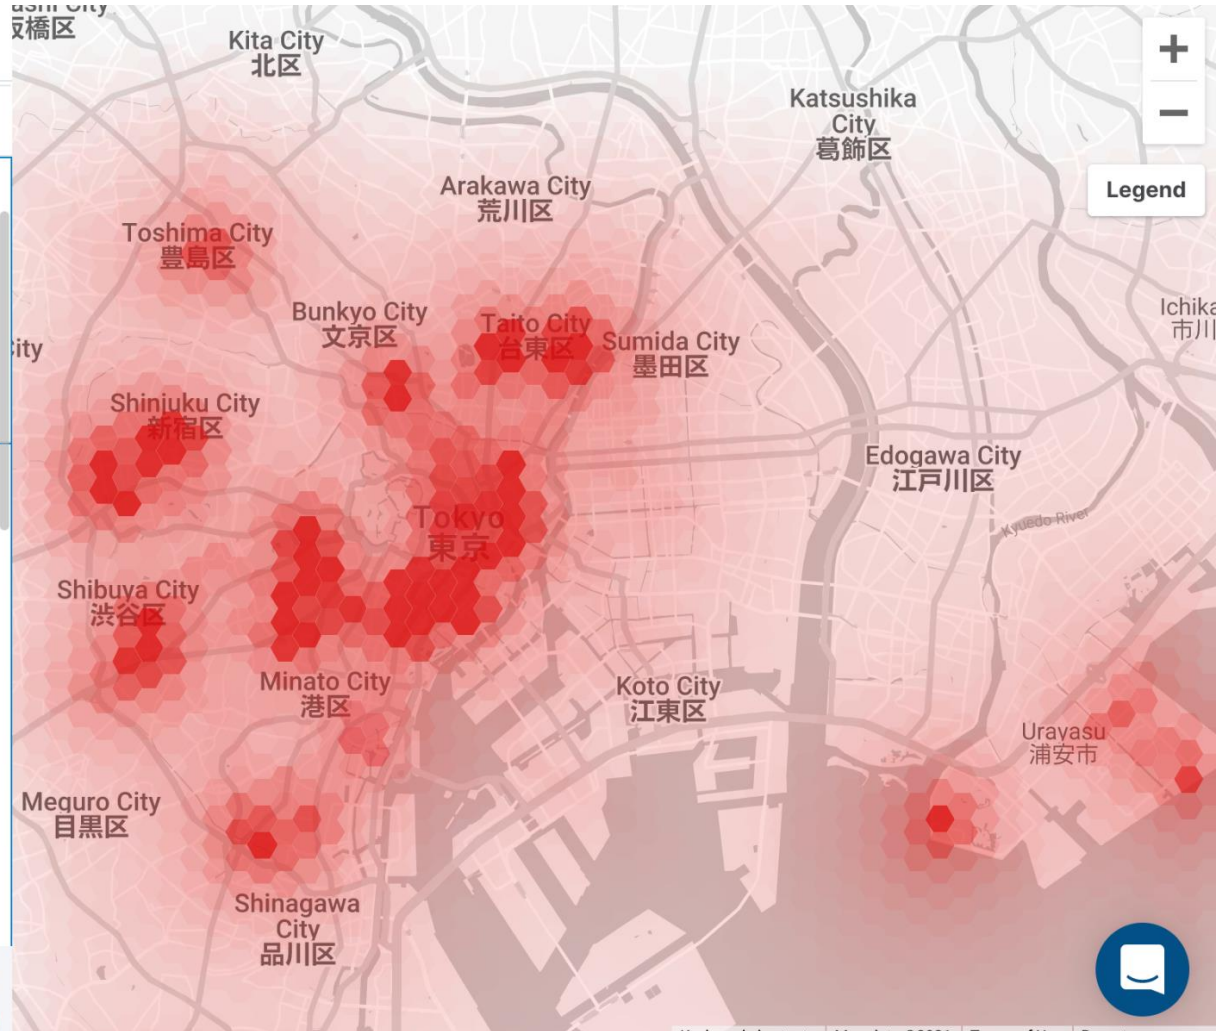 板橋区
Kita City
北区
Katsushika
City
葛飾区
Legend
Arakawa City
荒川区
Toshima City
豊島区
Bunkyo City
文京区
Taito City
台東区
Sumida City
墨田区
Ichika
市川
City
Shinjuku City
新宿区
Edogawa City
江戸川区
Kyuedo River
Tokyo
東京
Shibuya City
渋谷区
Minato City
港区
Koto City
江東区
Urayasu
浦安市
Meguro City
目黒区
Shinagawa
City
品川区